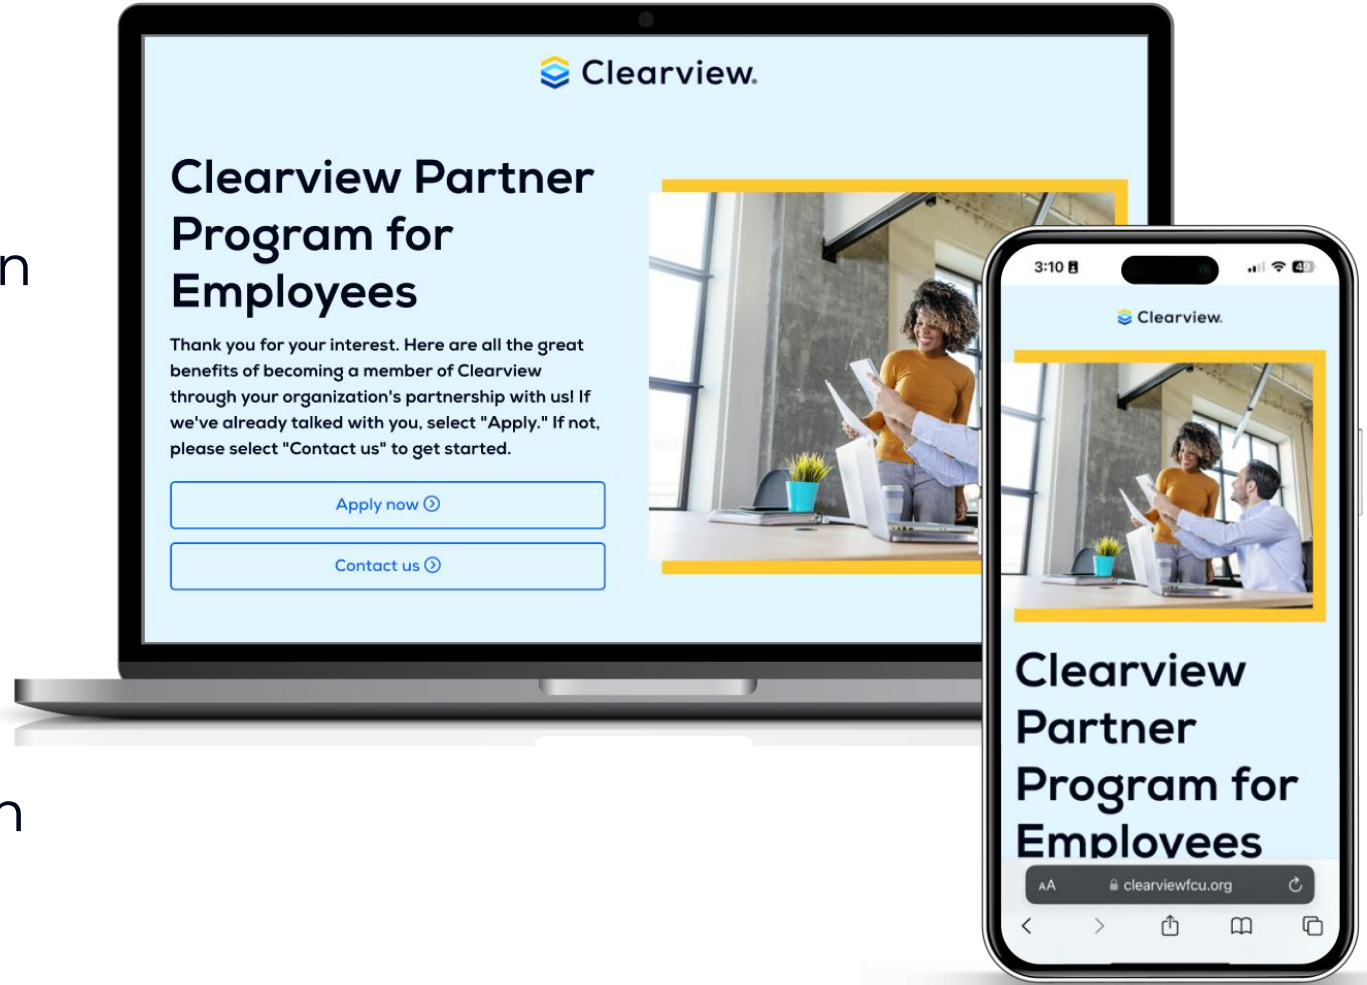 Clearview.
Clearview Partner
Program for
Employees
Thank you for your interest. Here are all the great
benefits of becoming a member of Clearview
through your organization's partnership with us! If
we've already talked with you, select "Apply." If not,
please select "Contact us" to get started.
Apply now
Contact us
n
n
3:10
49
Clearview.
Clearview
Partner
Program for
Employees
AA
clearviewfcu.org